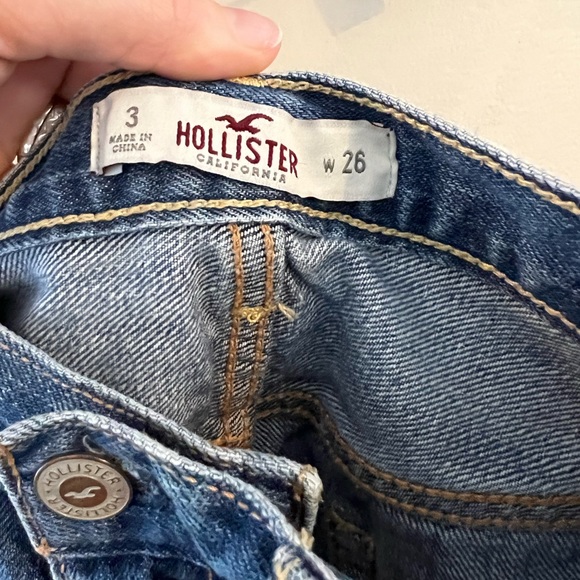 3
MADE IN
CHINA
HOLLISTER
CALIFORNIA
W 26
HOLLISTER